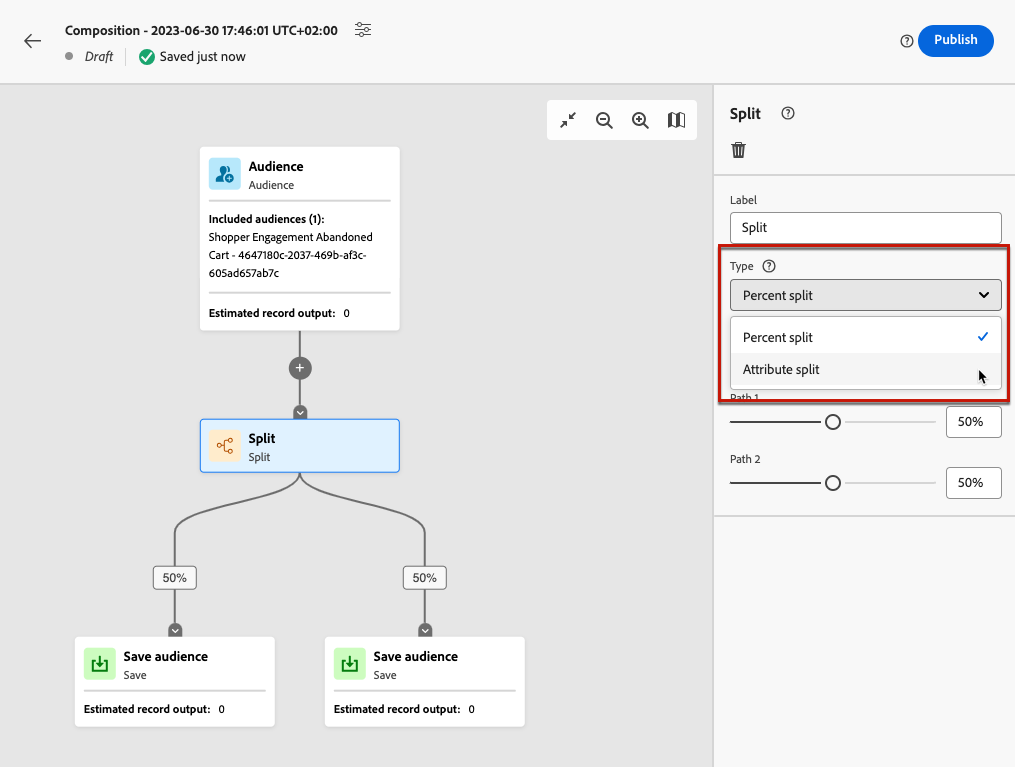 Composition - 2023-06-30 17:46:01 UTC+02:00
Draft
Saved just now
Publish
Audience
Audience
Included audiences (1):
Shopper Engagement Abandoned
Cart - 4647180c-2037-469b-af3c-
605ad657ab7c
Estimated record output: 0
Split
Split
50%
50%
Save audience
Save
Estimated record output: 0
Save audience
Save
Estimated record output: 0
Split
Label
Split
Type
Percent split
Percent split
Attribute split
Path 1
50%
Path 2
50%